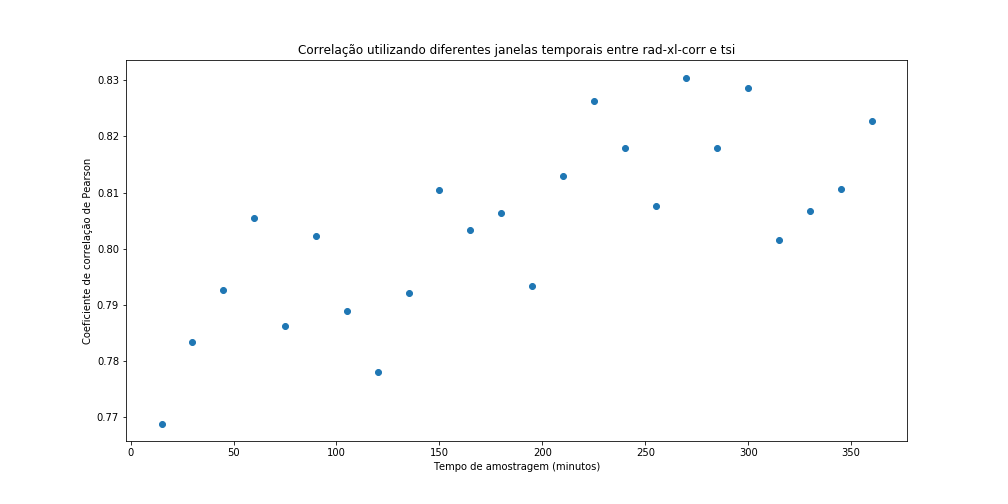 Correlação utilizando diferentes janelas temporais entre rad-xl-corr e tsi
Coeficiente de correlação de Pearson
0.83
0.82
0.81
0.80
0.79
0.78
0.77
0 50 100 150 200 250 300 350
Tempo de amostragem (minutos)